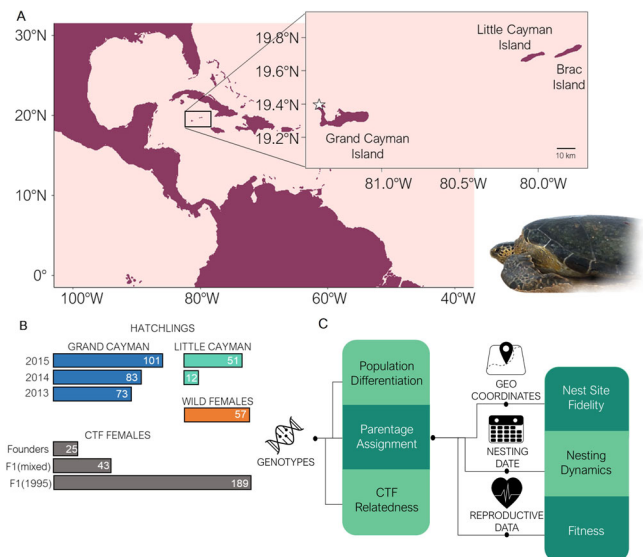 A
30°N
20°N
10°N
0°
100°W
80°W
60°W
40°W
19.8°N
19.6°N
19.4°N
19.2°N
81.0°W
80.5°W
80.0°W
Little Cayman
Island
Brac
Island
Grand Cayman
Island
10 km
B
HATCHLINGS
GRAND CAYMAN
LITTLE CAYMAN
2015
101
51
2014
83
12
2013
73
WILD FEMALES
57
CTF FEMALES
Founders
25
F1(mixed)
43
F1(1995)
189
C
GENOTYPES
Population
Differentiation
Parentage
Assignment
CTF
Relatedness
GEO
COORDINATES
NESTING
DATE
REPRODUCTIVE
DATA
Nest Site
Fidelity
Nesting
Dynamics
Fitness